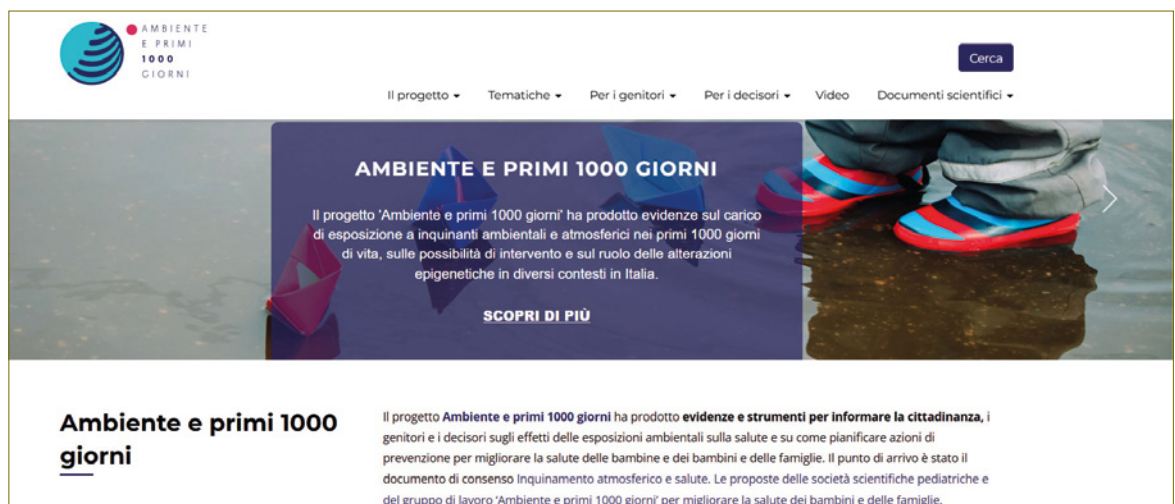 AMBIENTE
E PRIMI
1000
GIORNI
Cerca
Il progetto
Tematiche
Per i genitori
Per i decisori
Video
Documenti scientifici
AMBIENTE E PRIMI 1000 GIORNI
Il progetto 'Ambiente e primi 1000 giorni' ha prodotto evidenze sul carico
di esposizione a inquinanti ambientali e atmosferici nei primi 1000 giorni
di vita, sulle possibilità di intervento e sul ruolo delle alterazioni
epigenetiche in diversi contesti in Italia.
SCOPRI DI PIÙ
Ambiente e primi 1000
giorni
Il progetto Ambiente e primi 1000 giorni ha prodotto evidenze e strumenti per informare la cittadinanza, i
genitori e i decisori sugli effetti delle esposizioni ambientali sulla salute e su come pianificare azioni di
prevenzione per migliorare la salute delle bambine e dei bambini e delle famiglie. Il punto di arrivo è stato il
documento di consenso Inquinamento atmosferico e salute. Le proposte delle società scientifiche pediatriche e
del gruppo di lavoro 'Ambiente e primi 1000 giorni' per migliorare la salute dei bambini e delle famiglie.